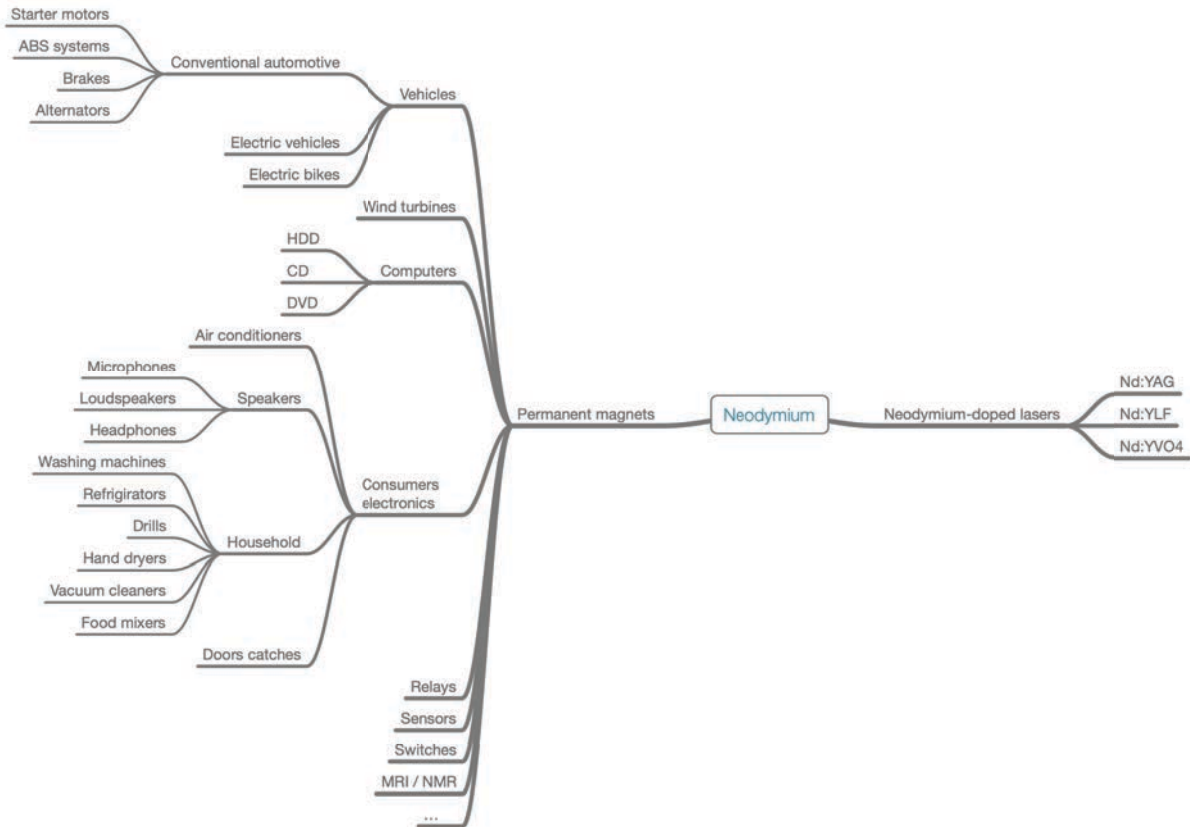 Starter motors
ABS systems
Brakes
Alternators
Conventional automotive
Electric vehicles
Electric bikes
Vehicles
Wind turbines
HDD
CD
DVD
Computers
Air conditioners
Microphones
Loudspeakers
Headphones
Speakers
Washing machines
Refrigirators
Drills
Hand dryers
Vacuum cleaners
Food mixers
Household
Doors catches
Consumers
electronics
Relays
Sensors
Switches
MRI / NMR
...
Permanent magnets
Neodymium
Neodymium-doped lasers
Nd:YAG
Nd:YLF
Nd:YVO4